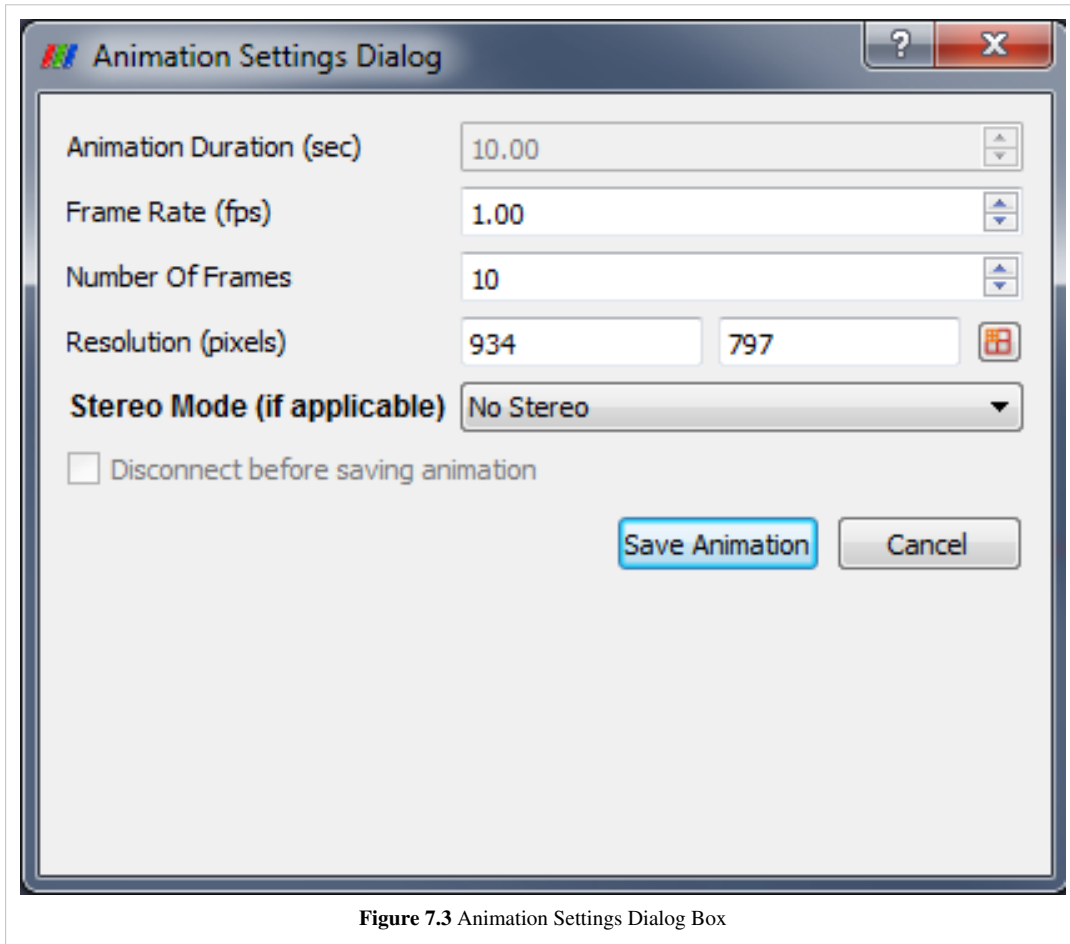 Animation Settings Dialog ? X
Animation Duration (sec) 10.00
Frame Rate (fps) 1.00
Number Of Frames 10
Resolution (pixels) 934 797
Stereo Mode (if applicable) No Stereo
Disconnect before saving animation
Save Animation Cancel
Figure 7.3 Animation Settings Dialog Box